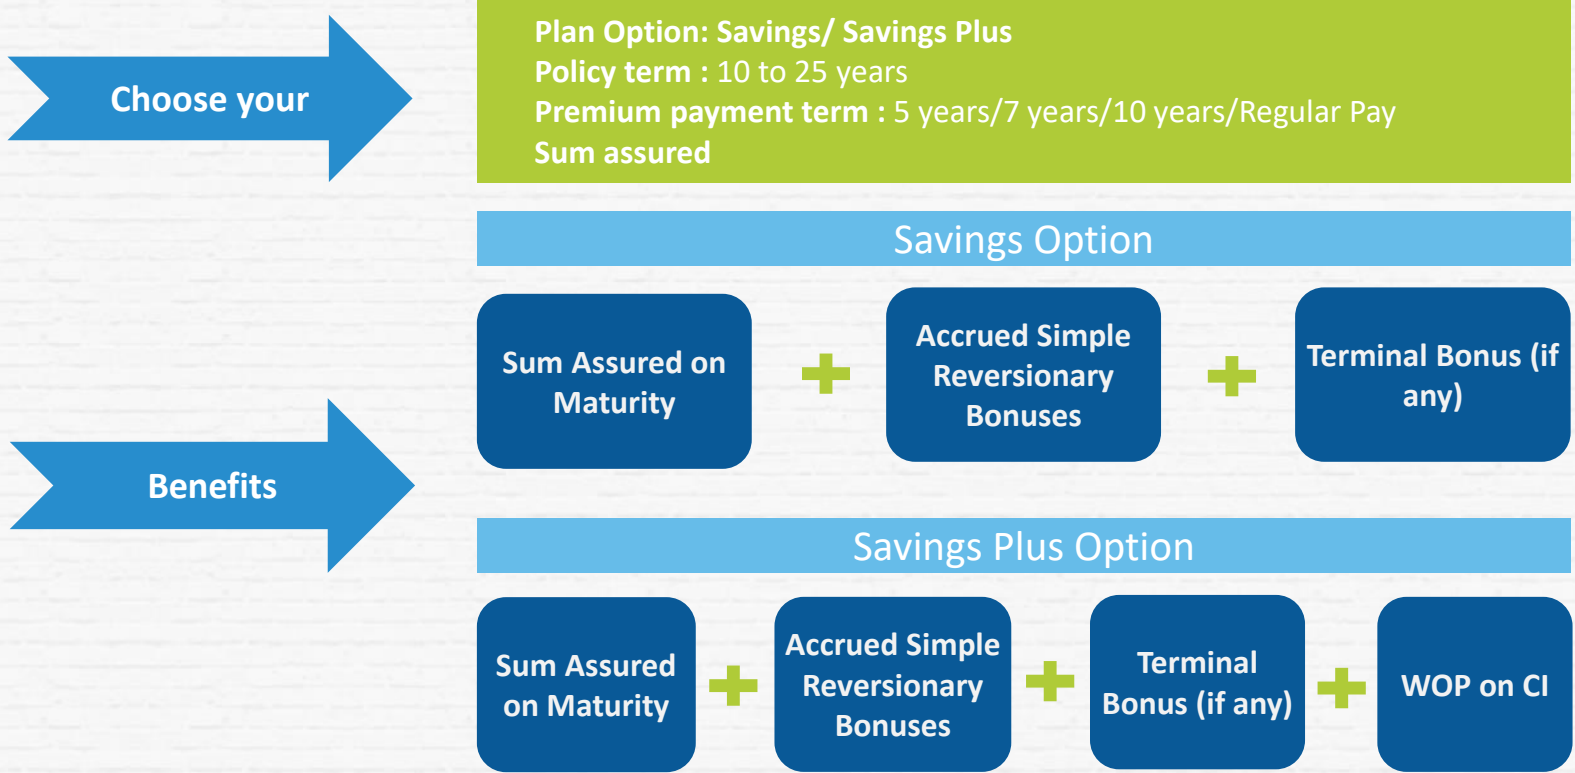 Choose your
Plan Option: Savings/ Savings Plus
Policy term : 10 to 25 years
Premium payment term : 5 years/7 years/10 years/Regular Pay
Sum assured
Benefits
Savings Option
Sum Assured on
Maturity
Accrued Simple
Reversionary
Bonuses
Terminal Bonus (if
any)
Savings Plus Option
Sum Assured
on Maturity
Accrued Simple
Reversionary
Bonuses
Terminal
Bonus (if any)
WOP on CI